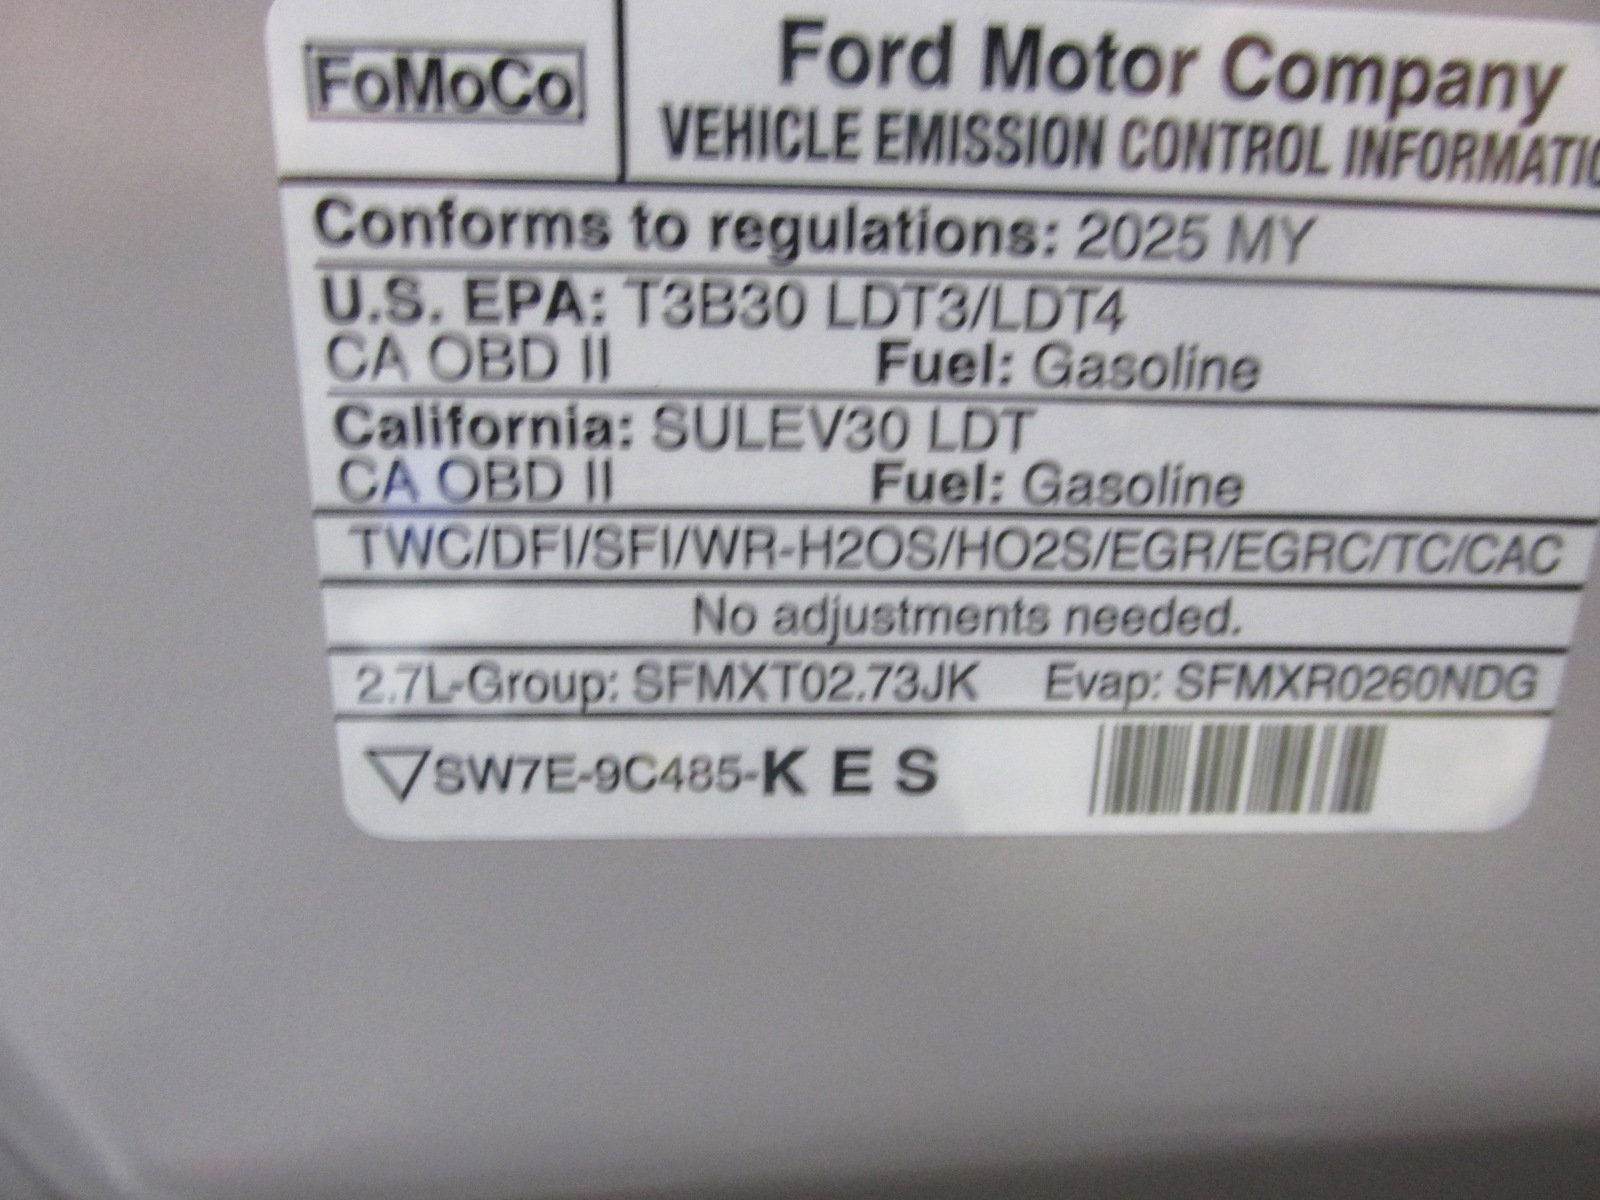 FoMoCo
Ford Motor Company
VEHICLE EMISSION CONTROL INFORMATIO
Conforms to regulations: 2025 MY
U.S. EPA: T3B30 LDT3/LDT4
CA OBD II Fuel: Gasoline
California: SULEV30 LDT
CA OBD II Fuel: Gasoline
TWC/DFI/SFI/WR-H2OS/HO2S/EGR/EGRC/TC/CAC
No adjustments needed.
2.7L-Group: SFMXT02.73JK Evap: SFMXR0260NDG
SW7E-9C485-K E S